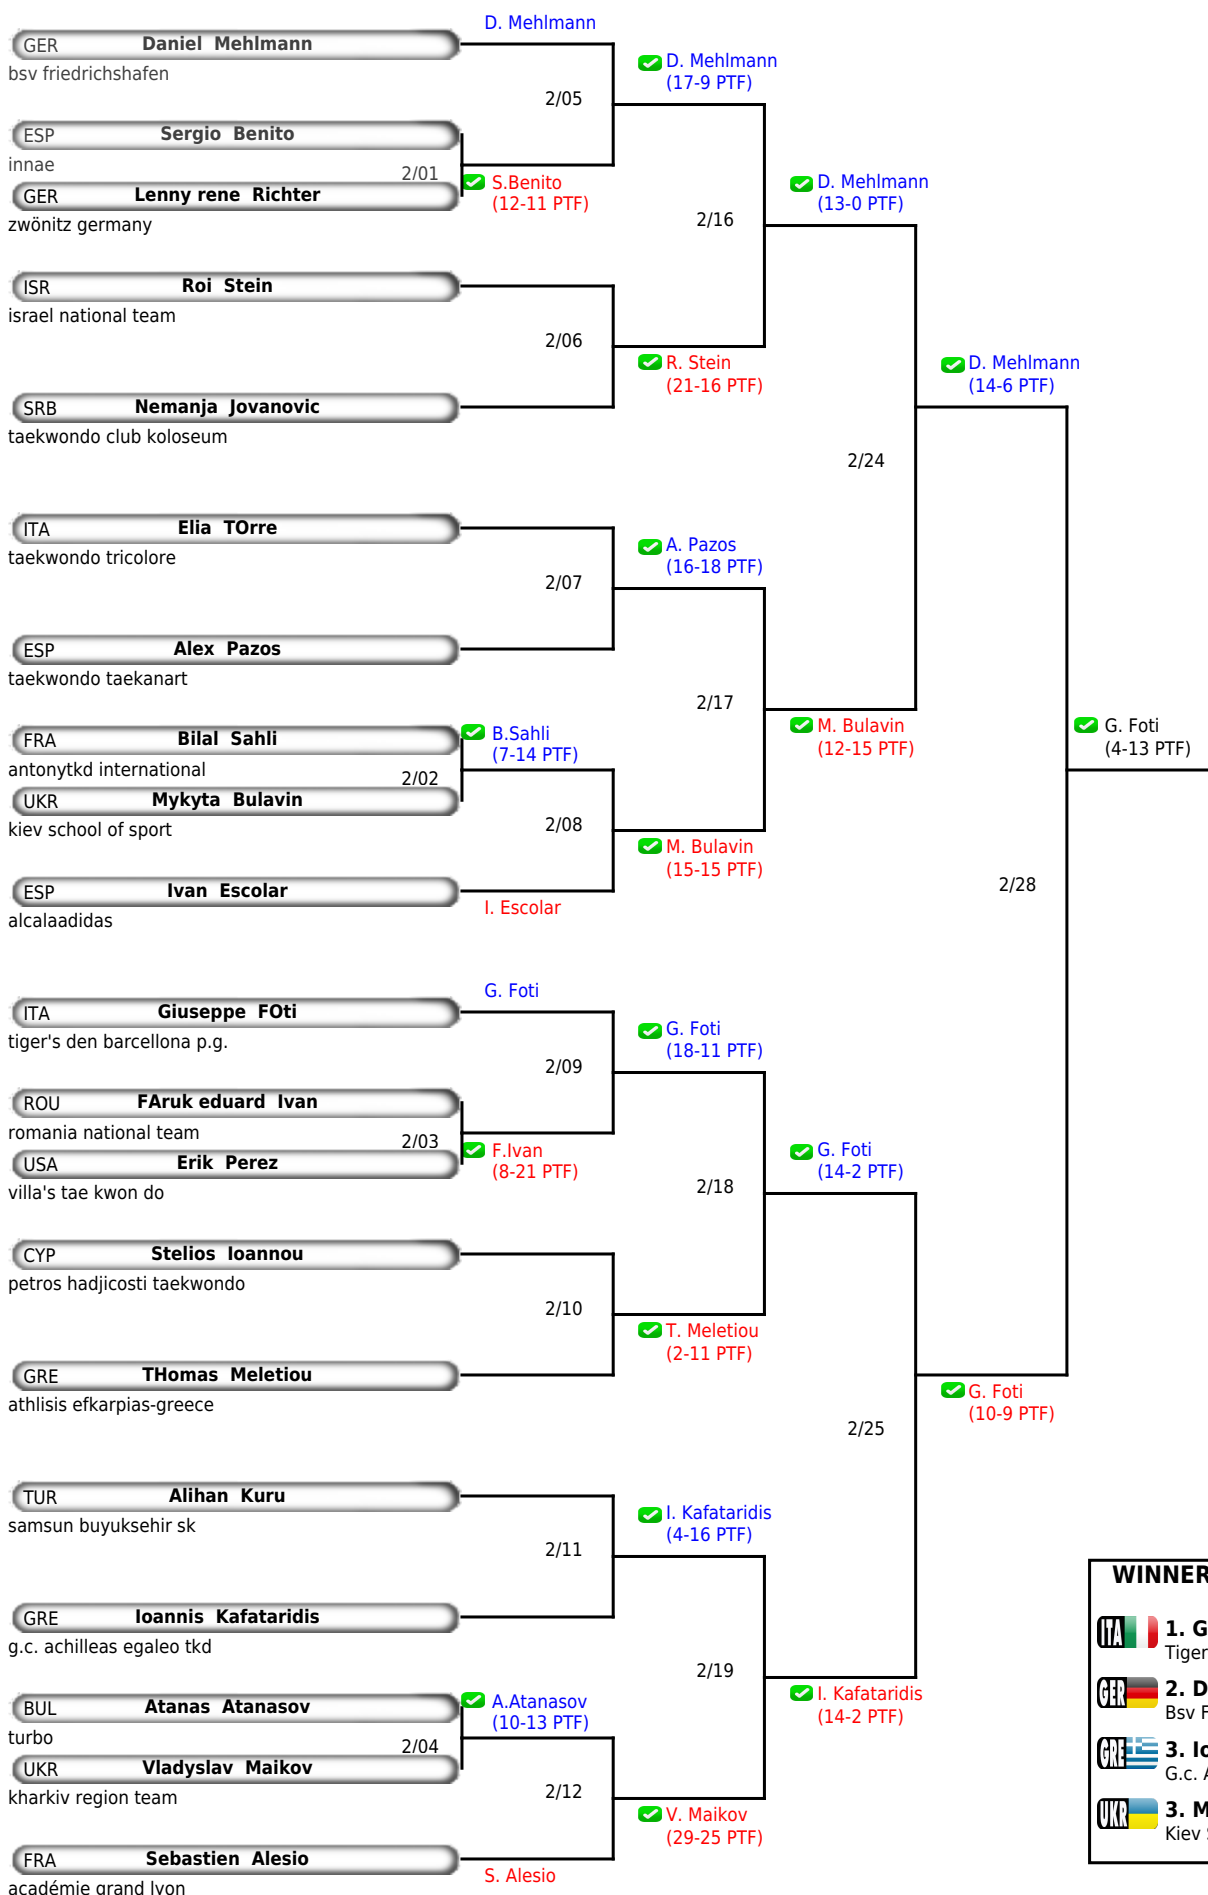 D. Mehlmann
GER Daniel Mehlmann
bsv friedrichshafen
D. Mehlmann
(17-9 PTF)
2/05
ESP Sergio Benito
innae
2/01
GER Lenny rene Richter
zwönitz germany
S.Benito
(12-11 PTF)
D. Mehlmann
(13-0 PTF)
2/16
ISR Roi Stein
israel national team
2/06
R. Stein
(21-16 PTF)
SRB Nemanja Jovanovic
taekwondo club koloseum
D. Mehlmann
(14-6 PTF)
2/24
ITA Elia TOrre
taekwondo tricolore
A. Pazos
(16-18 PTF)
2/07
ESP Alex Pazos
taekwondo taekanart
2/17
FRA Bilal Sahli
antonytkd international
B.Sahli
(7-14 PTF)
2/02
UKR Mykyta Bulavin
kiev school of sport
M. Bulavin
(12-15 PTF)
2/08
M. Bulavin
(15-15 PTF)
ESP Ivan Escolar
alcalaadidas
I. Escolar
G. Foti
(4-13 PTF)
2/28
G. Foti
ITA Giuseppe FOti
tiger's den barcellona p.g.
G. Foti
(18-11 PTF)
2/09
ROU FAruk eduard Ivan
romania national team
2/03
USA Erik Perez
villa's tae kwon do
F.Ivan
(8-21 PTF)
G. Foti
(14-2 PTF)
2/18
CYP Stelios Ioannou
petros hadjicosti taekwondo
2/10
T. Meletiou
(2-11 PTF)
GRE THomas Meletiou
athlisis efkarpias-greece
G. Foti
(10-9 PTF)
2/25
TUR Alihan Kuru
samsun buyuksehir sk
I. Kafataridis
(4-16 PTF)
2/11
GRE Ioannis Kafataridis
g.c. achilleas egaleo tkd
2/19
BUL Atanas Atanasov
turbo
A.Atanasov
(10-13 PTF)
2/04
UKR Vladyslav Maikov
kharkiv region team
I. Kafataridis
(14-2 PTF)
2/12
V. Maikov
(29-25 PTF)
FRA Sebastien Alesio
académie grand lyon
S. Alesio
WINNER
ITA 1. G
Tiger
GER 2. D
Bsv F
GRE 3. Io
G.c. A
UKR 3. M
Kiev S